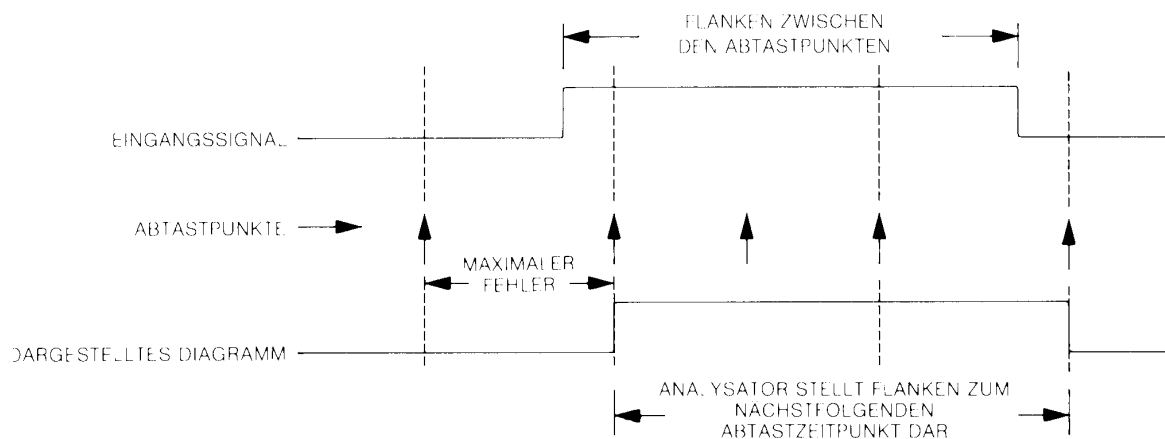 FLANKEN ZWISCHEN
DEN ABTASTPUNKTEN
EINGANGSSIGNAL
ABTASTPUNKTE
MAXIMALER
FEHLER
DARGESTELLTES DIAGRAMM
ANALYSATOR STELLT FLANKEN ZUM
NÄCHSTFOLGENDEN
ABTASTZEITPUNKT DAR